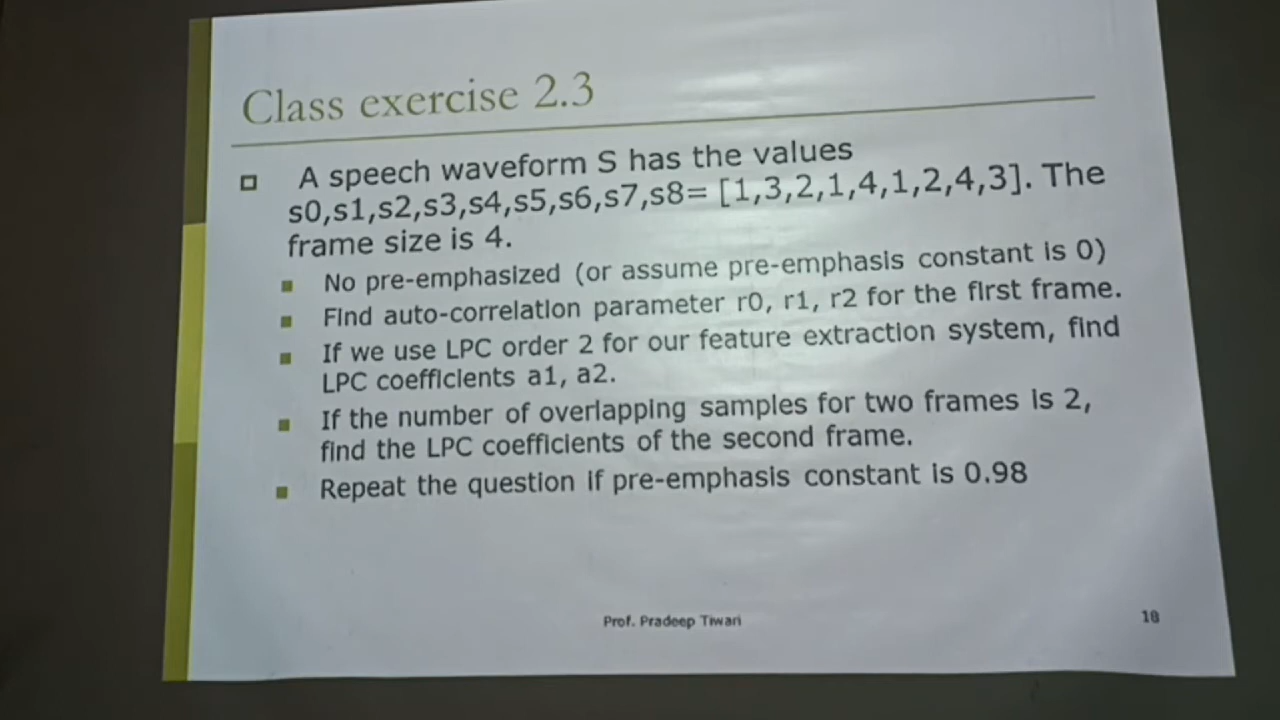 Class exercise 2.3
A speech waveform S has the values
s0,s1,s2,s3,s4,s5,s6,s7,s8= [1,3,2,1,4,1,2,4,3]. The
frame size is 4.
No pre-emphasized (or assume pre-emphasis constant is 0)
Find auto-correlation parameter r0, r1, r2 for the first frame.
If we use LPC order 2 for our feature extraction system, find
LPC coefficients a1, a2.
If the number of overlapping samples for two frames is 2,
find the LPC coefficients of the second frame.
Repeat the question if pre-emphasis constant is 0.98
Prof. Pradeep Tiwari
18